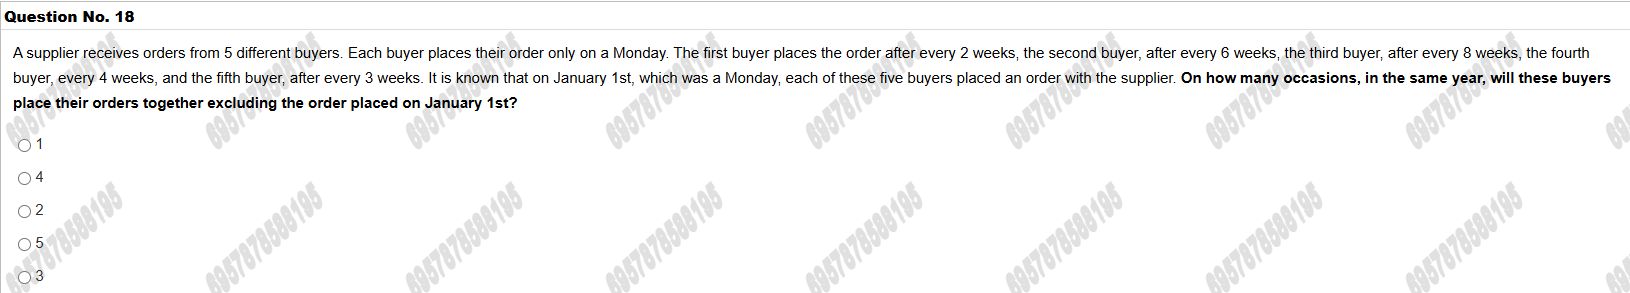 Question No. 18
A supplier receives orders from 5 different buyers. Each buyer places their order only on a Monday. The first buyer places the order after every 2 weeks, the second buyer, after every 6 weeks, the third buyer, after every 8 weeks, the fourth
buyer, every 4 weeks, and the fifth buyer, after every 3 weeks. It is known that on January 1st, which was a Monday, each of these five buyers placed an order with the supplier. On how many occasions, in the same year, will these buyers
place their orders together excluding the order placed on January 1st?
1
4
2
5
3